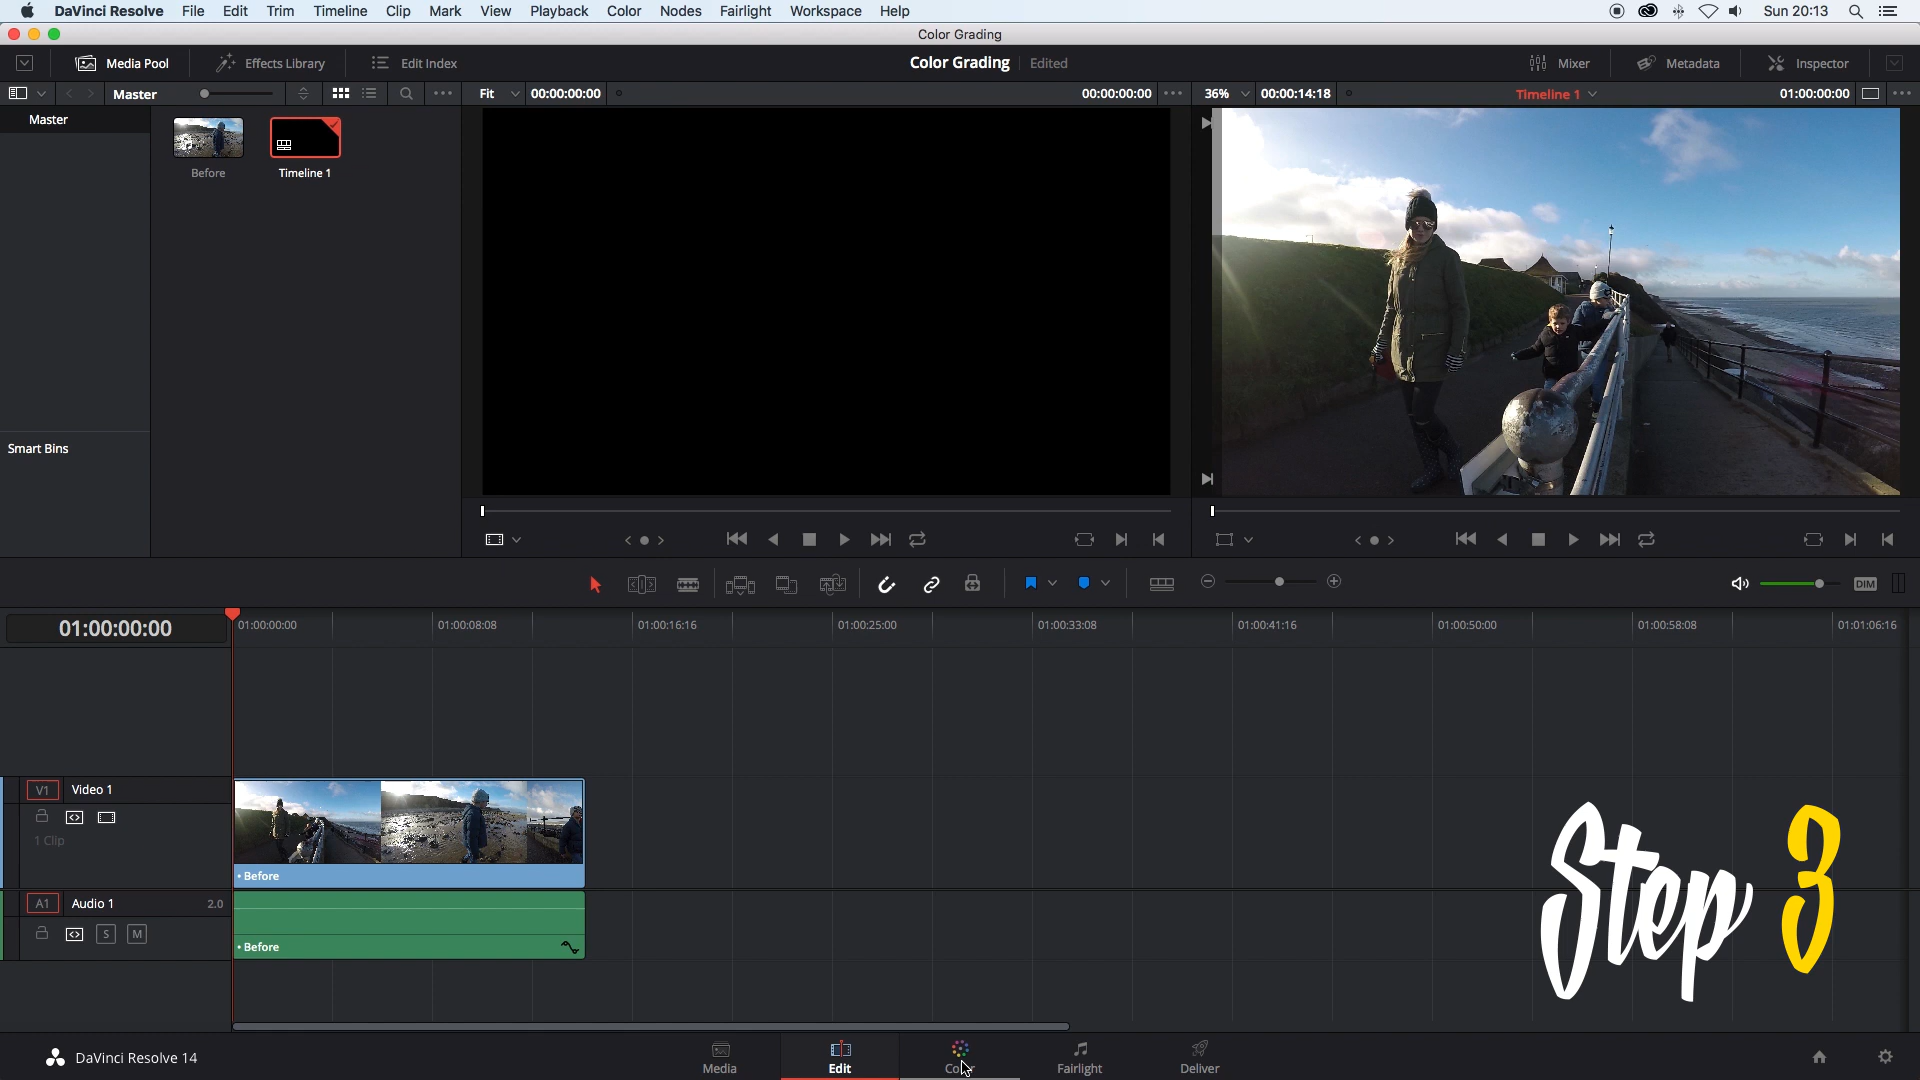 DaVinci Resolve File Edit Trim Timeline Clip Mark View Playback Color Nodes Fairlight Workspace Help Sun 20:13
Color Grading
Media Pool Effects Library Edit Index Color Grading Edited Mixer Metadata Inspector
Master Fit 00:00:00:00 00:00:00:00 36% 00:00:14:18 Timeline 1 01:00:00:00
Master
Before Timeline 1
Smart Bins
DIM
01:00:00:00 01:00:00:00 01:00:08:08 01:00:16:16 01:00:25:00 01:00:33:08 01:00:41:16 01:00:50:00 01:00:58:08 01:01:06:16
V1 Video 1
1 Clip
• Before
A1 Audio 1 2.0
S M
• Before
Step 3
DaVinci Resolve 14 Media Edit Color Fairlight Deliver